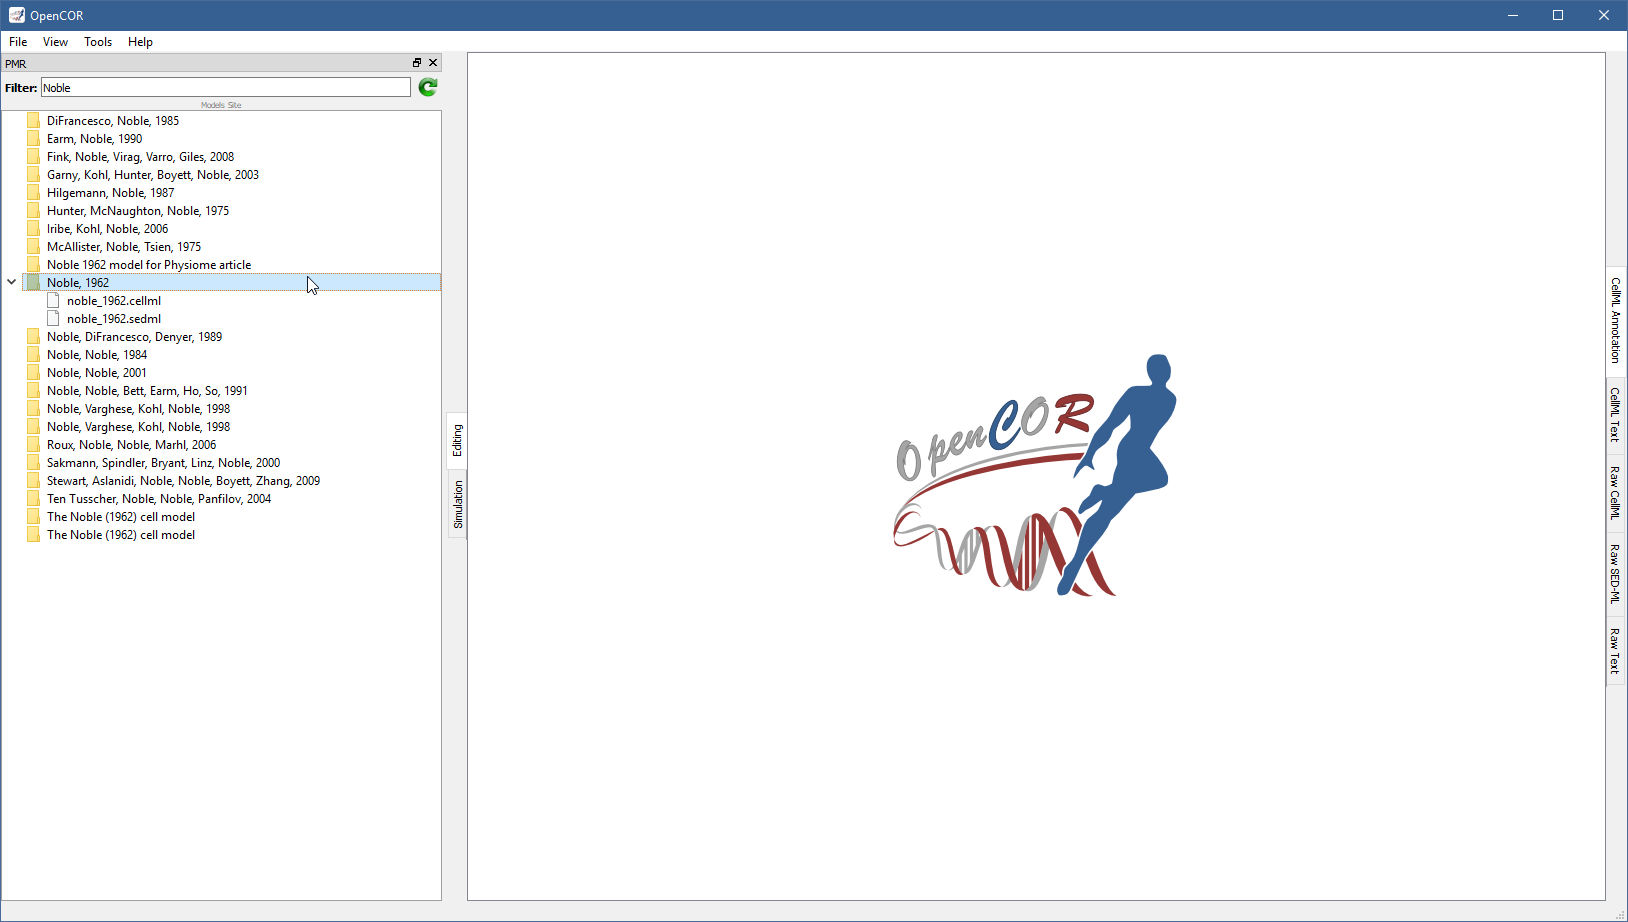 OpenCOR
File View Tools Help
PMR
Filter: Noble
Models Site
DiFrancesco, Noble, 1985
Earm, Noble, 1990
Fink, Noble, Virag, Varro, Giles, 2008
Garny, Kohl, Hunter, Boyett, Noble, 2003
Hilgemann, Noble, 1987
Hunter, McNaughton, Noble, 1975
Iribe, Kohl, Noble, 2006
McAllister, Noble, Tsien, 1975
Noble 1962 model for Physiome article
Noble, 1962
noble_1962.cellml
noble_1962.sedml
Noble, DiFrancesco, Denyer, 1989
Noble, Noble, 1984
Noble, Noble, 2001
Noble, Noble, Bett, Earm, Ho, So, 1991
Noble, Varghese, Kohl, Noble, 1998
Noble, Varghese, Kohl, Noble, 1998
Roux, Noble, Noble, Marhl, 2006
Sakmann, Spindler, Bryant, Linz, Noble, 2000
Stewart, Aslanidi, Noble, Noble, Boyett, Zhang, 2009
Ten Tusscher, Noble, Noble, Panfilov, 2004
The Noble (1962) cell model
The Noble (1962) cell model
Editing
Simulation
OpenCOR
CellML Annotation
CellML Text
Raw CellML
Raw SED-ML
Raw Text